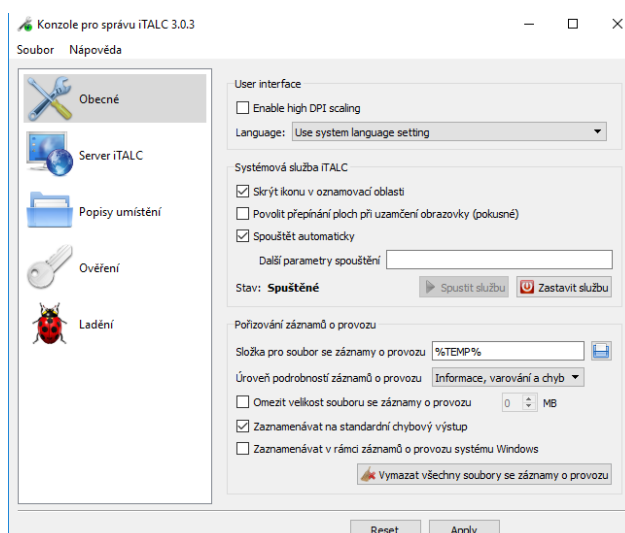 Konzole pro správu iTALC 3.0.3
Soubor Nápověda
Obecné
Server iTALC
Popisy umístění
Ověření
Ladění
User interface
Enable high DPI scaling
Language: Use system language setting
Systémová služba iTALC
Skrýt ikonu v oznamovací oblasti
Povolit přepínání ploch při uzamčení obrazovky (pokusné)
Spouštět automaticky
Další parametry spouštění
Stav: Spuštěné Spustit službu Zastavit službu
Pořizování záznamů o provozu
Složka pro soubor se záznamy o provozu %TEMP%
Úroveň podrobností záznamů o provozu Informace, varování a chyb
Omezit velikost souboru se záznamy o provozu 0 MB
Zaznamenávat na standardní chybový výstup
Zaznamenávat v rámci záznamů o provozu systému Windows
Vymazat všechny soubory se záznamy o provozu
Reset Apply